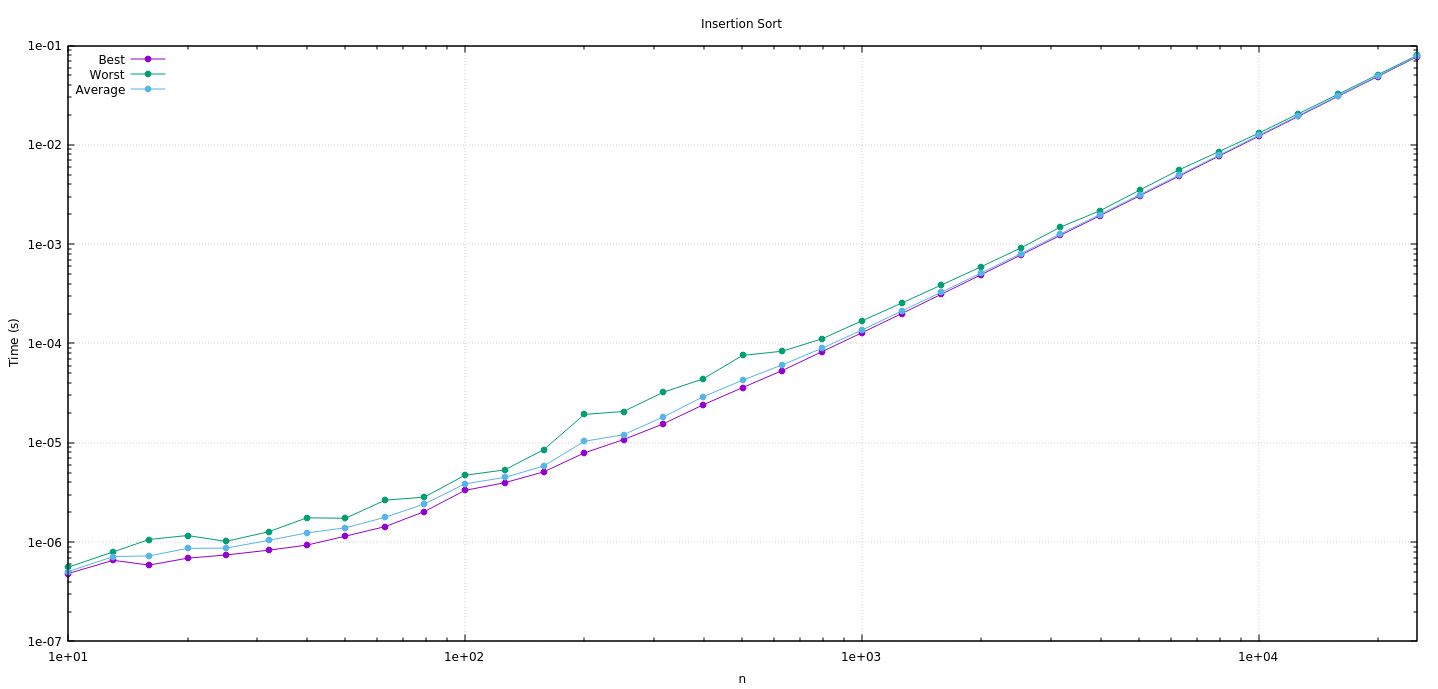 Insertion Sort
1e-01
Best
Worst
Average
1e-02
1e-03
Time (s)
1e-04
1e-05
1e-06
1e-07
1e+01 1e+02 1e+03 1e+04
n